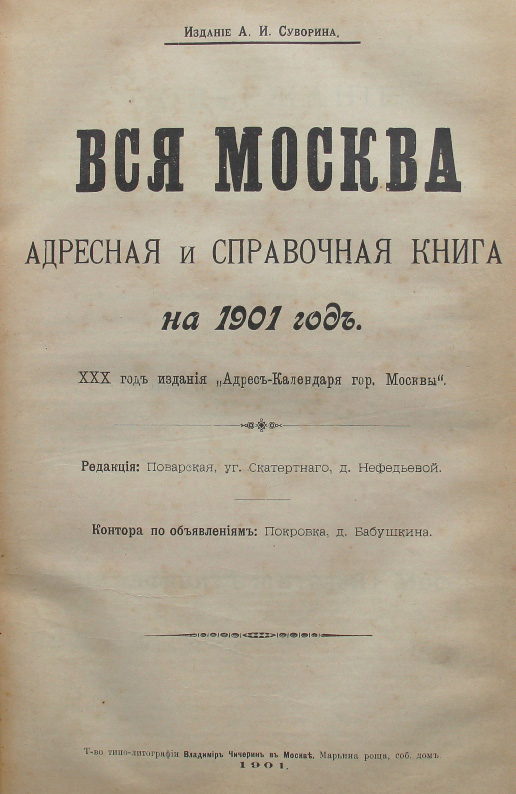 Изданіе А. И. Суворина.
ВСЯ МОСКВА
АДРЕСНАЯ и СПРАВОЧНАЯ КНИГА
на 1901 годъ.
XXX годъ изданія „Адресъ-Календаря гор. Москвы“.
Редакція: Поварская, уг. Скатертнаго, д. Нефедьевой.
Контора по объявленіямъ: Покровка, д. Бабушкина.
Т-во типо-литографіи Владиміръ Чичеринъ въ Москвѣ, Марьина роща, соб. домъ.
1901.